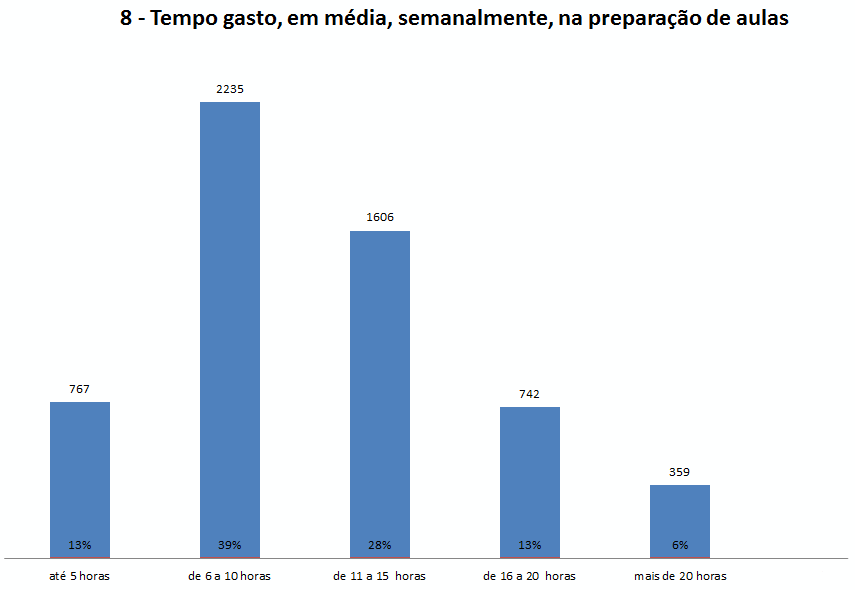 8 - Tempo gasto, em média, semanalmente, na preparação de aulas
2235
1606
767
742
359
13%
39%
28%
13%
6%
até 5 horas
de 6 a 10 horas
de 11 a 15 horas
de 16 a 20 horas
mais de 20 horas